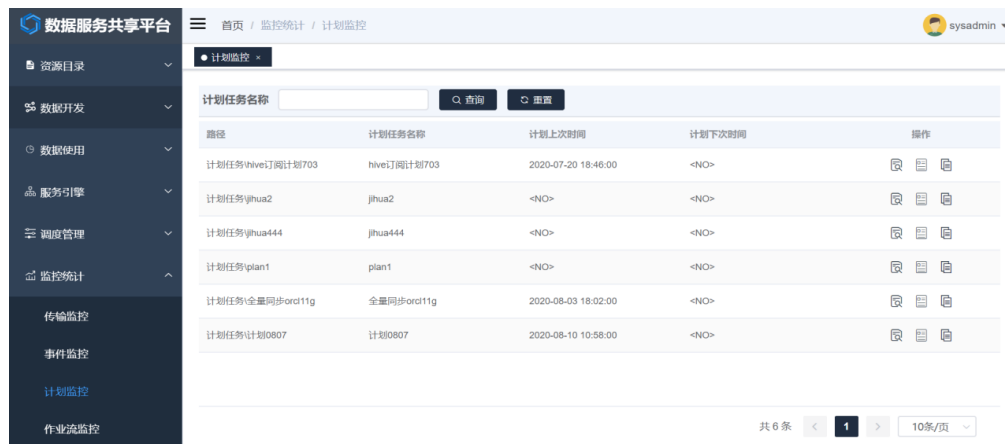 数据服务共享平台
首页 / 监控统计 / 计划监控
sysadmin
资源目录
数据开发
数据使用
服务引擎
调度管理
监控统计
传输监控
事件监控
计划监控
作业流监控
计划监控 ×
计划任务名称 查询 重置
路径 计划任务名称 计划上次时间 计划下次时间 操作
计划任务\hive订阅计划703 hive订阅计划703 2020-07-20 18:46:00 <NO>
计划任务\jihua2 jihua2 <NO> <NO>
计划任务\jihua444 jihua444 <NO> <NO>
计划任务\plan1 plan1 <NO> <NO>
计划任务\全量同步orcl11g 全量同步orcl11g 2020-08-03 18:02:00 <NO>
计划任务\计划0807 计划0807 2020-08-10 10:58:00 <NO>
共 6 条 < 1 > 10条/页